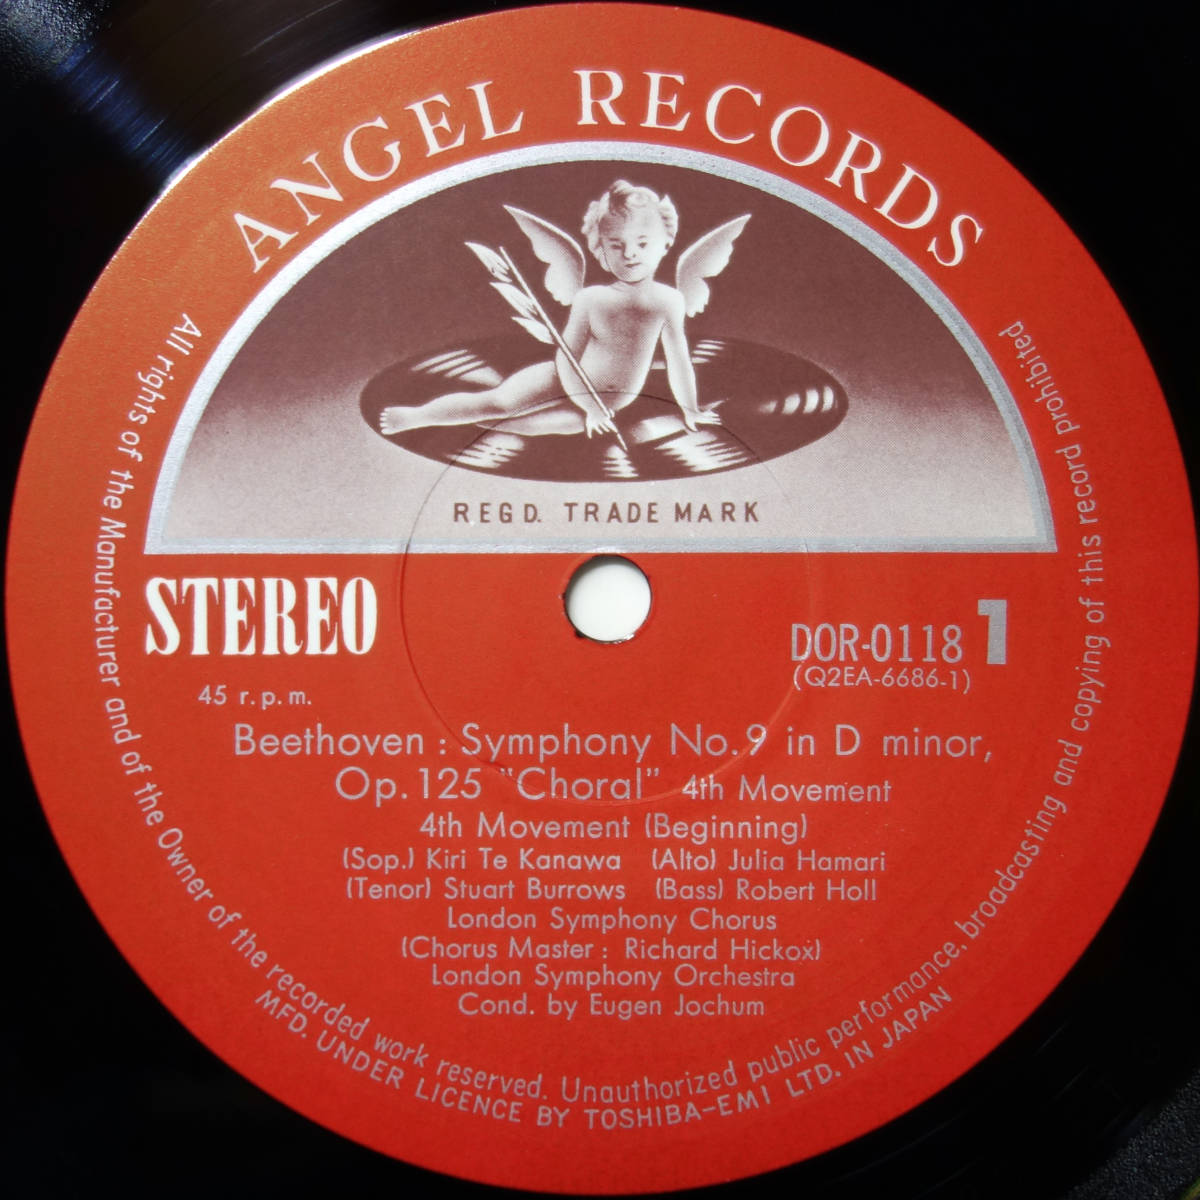 ANGEL RECORDS
REGD. TRADE MARK
STEREO
DOR-0118 1
(Q2EA-6686-1)
45 r.p.m.
Beethoven : Symphony No.9 in D minor,
Op.125 "Choral" 4th Movement
4th Movement (Beginning)
(Sop.) Kiri Te Kanawa (Alto) Julia Hamari
(Tenor) Stuart Burrows (Bass) Robert Holl
London Symphony Chorus
(Chorus Master : Richard Hickox)
London Symphony Orchestra
Cond. by Eugen Jochum
All rights of the Manufacturer and of the Owner of the recorded work reserved. Unauthorized public performance, broadcasting and copying of this record prohibited
MFD. UNDER LICENCE BY TOSHIBA-EMI LTD. IN JAPAN